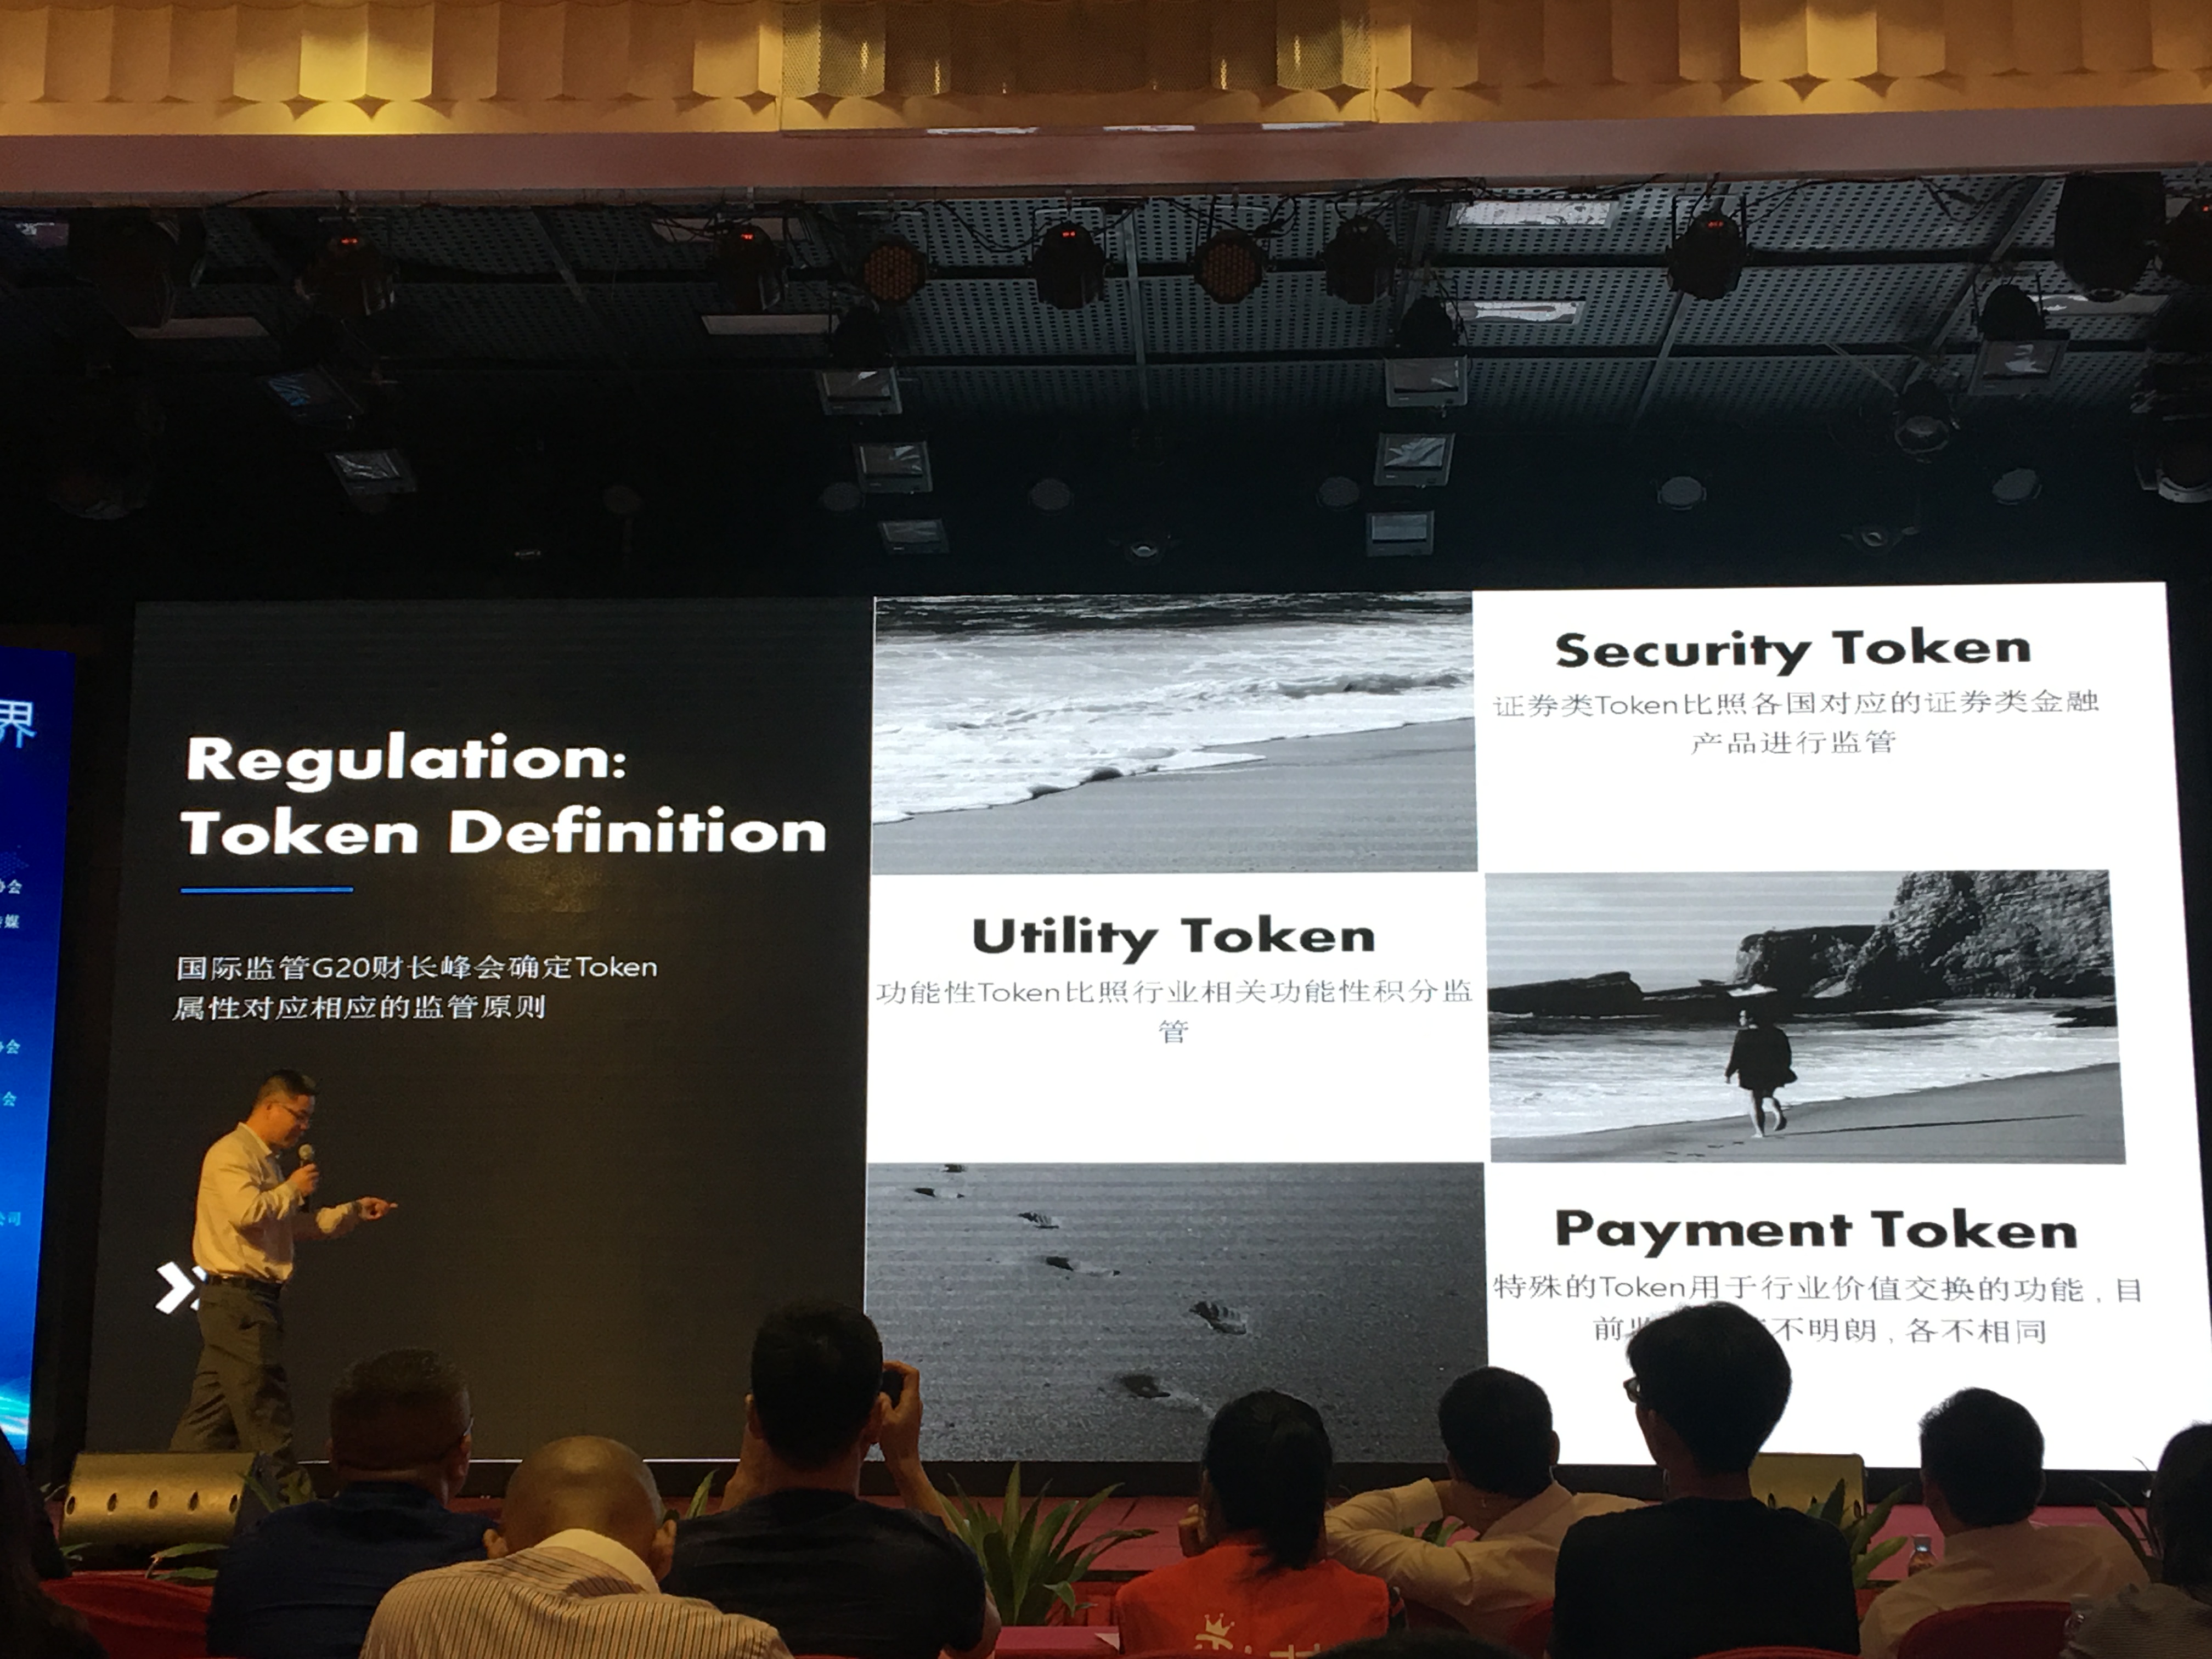 界
会
媒
会
会
公司
Regulation:
Token Definition
国际监管G20财长峰会确定Token
属性对应相应的监管原则
Security Token
证券类Token比照各国对应的证券类金融
产品进行监管
Utility Token
功能性Token比照行业相关功能性积分监
管
Payment Token
特殊的Token用于行业价值交换的功能，目
前 不明朗，各不相同